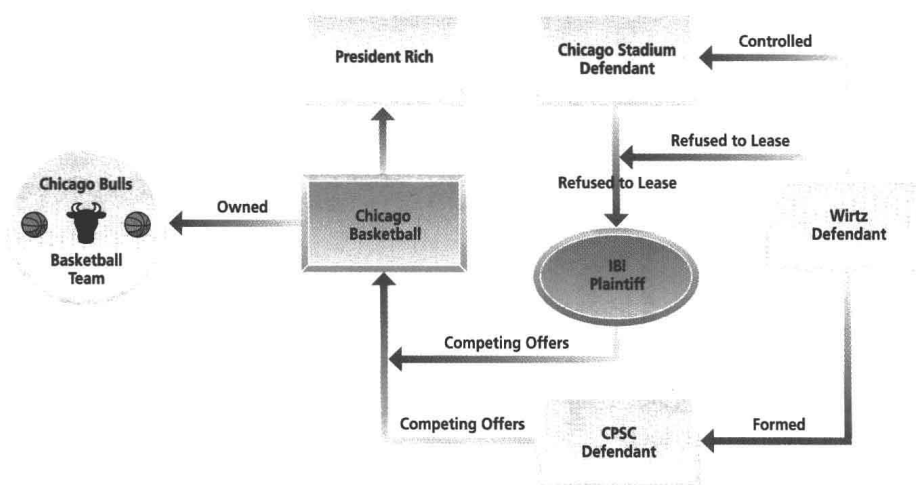 President Rich
Chicago Stadium
Defendant
Controlled
Refused to Lease
Refused to Lease
Chicago Bulls
Basketball
Team
Owned
Chicago
Basketball
Wirtz
Defendant
IBI
Plaintiff
Competing Offers
Competing Offers
CPSC
Defendant
Formed